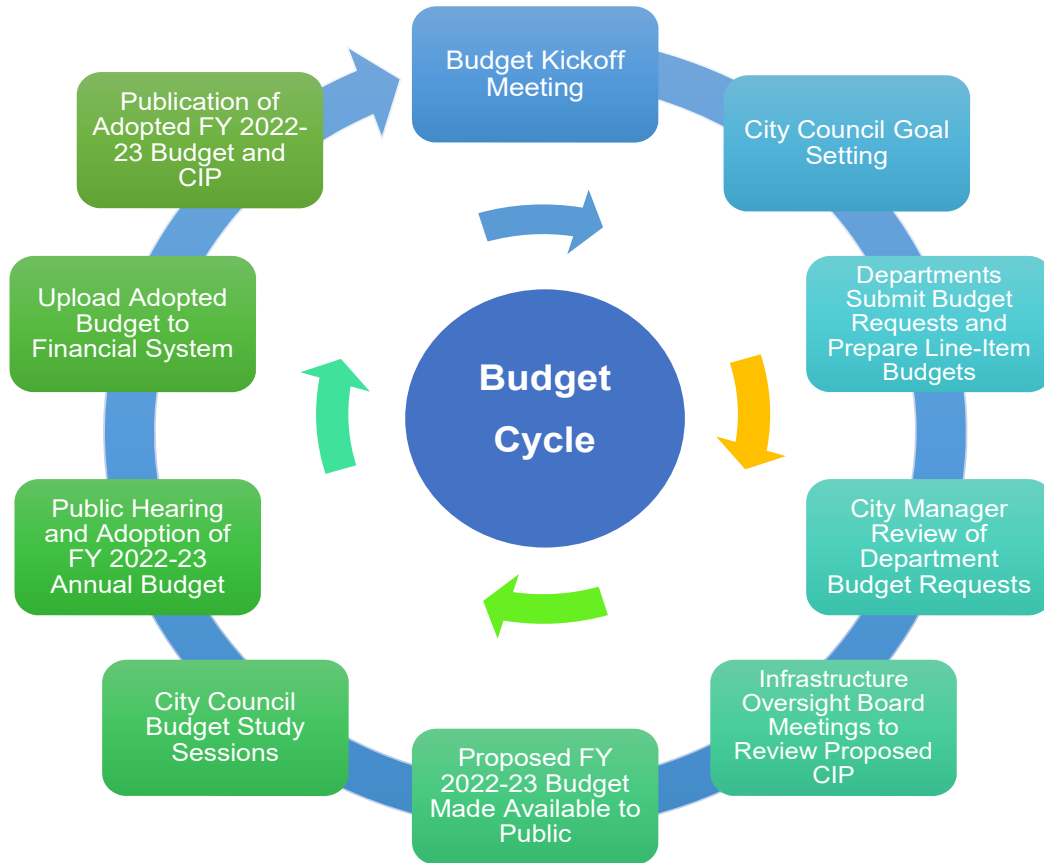 Budget Kickoff
Meeting
City Council Goal
Setting
Departments
Submit Budget
Requests and
Prepare Line-Item
Budgets
City Manager
Review of
Department
Budget Requests
Infrastructure
Oversight Board
Meetings to
Review Proposed
CIP
Proposed FY
2022-23 Budget
Made Available to
Public
City Council
Budget Study
Sessions
Public Hearing
and Adoption of
FY 2022-23
Annual Budget
Upload Adopted
Budget to
Financial System
Publication of
Adopted FY 2022-
23 Budget and
CIP
Budget
Cycle